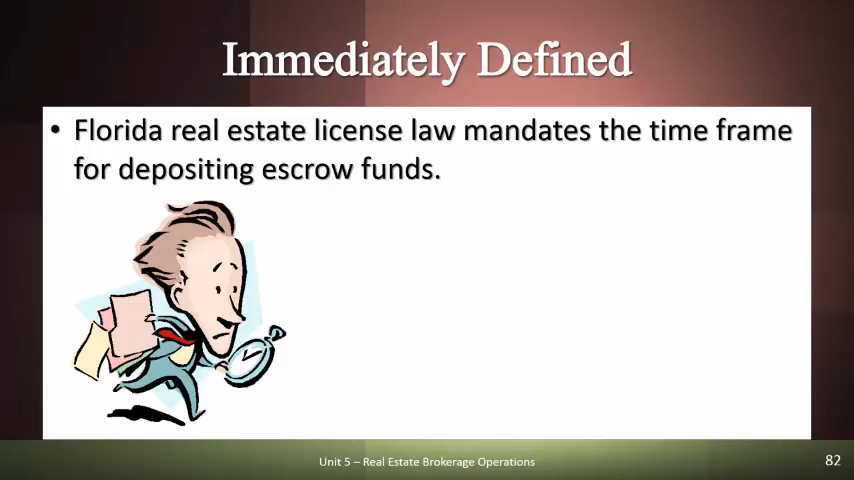 Immediately Defined
• Florida real estate license law mandates the time frame
for depositing escrow funds.
Unit 5 – Real Estate Brokerage Operations
82